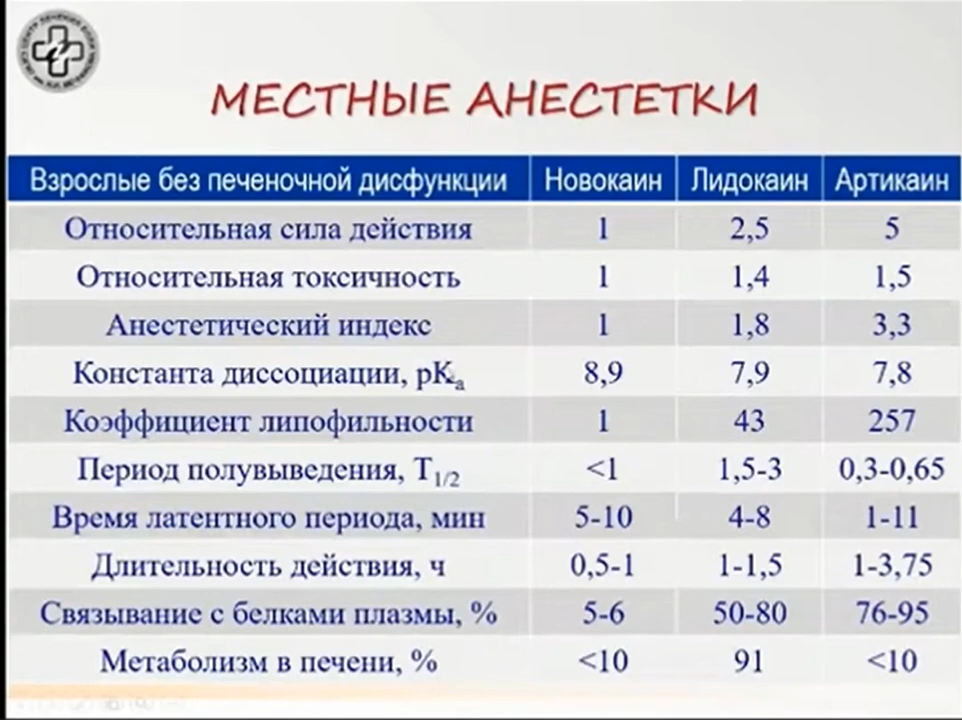 МЕСТНЫЕ АНЕСТЕТКИ
Взрослые без печеночной дисфункции Новокаин Лидокаин Артикаин
Относительная сила действия 1 2,5 5
Относительная токсичность 1 1,4 1,5
Анестетический индекс 1 1,8 3,3
Константа диссоциации, pKa 8,9 7,9 7,8
Коэффициент липофильности 1 43 257
Период полувыведения, T1/2 <1 1,5-3 0,3-0,65
Время латентного периода, мин 5-10 4-8 1-11
Длительность действия, ч 0,5-1 1-1,5 1-3,75
Связывание с белками плазмы, % 5-6 50-80 76-95
Метаболизм в печени, % <10 91 <10